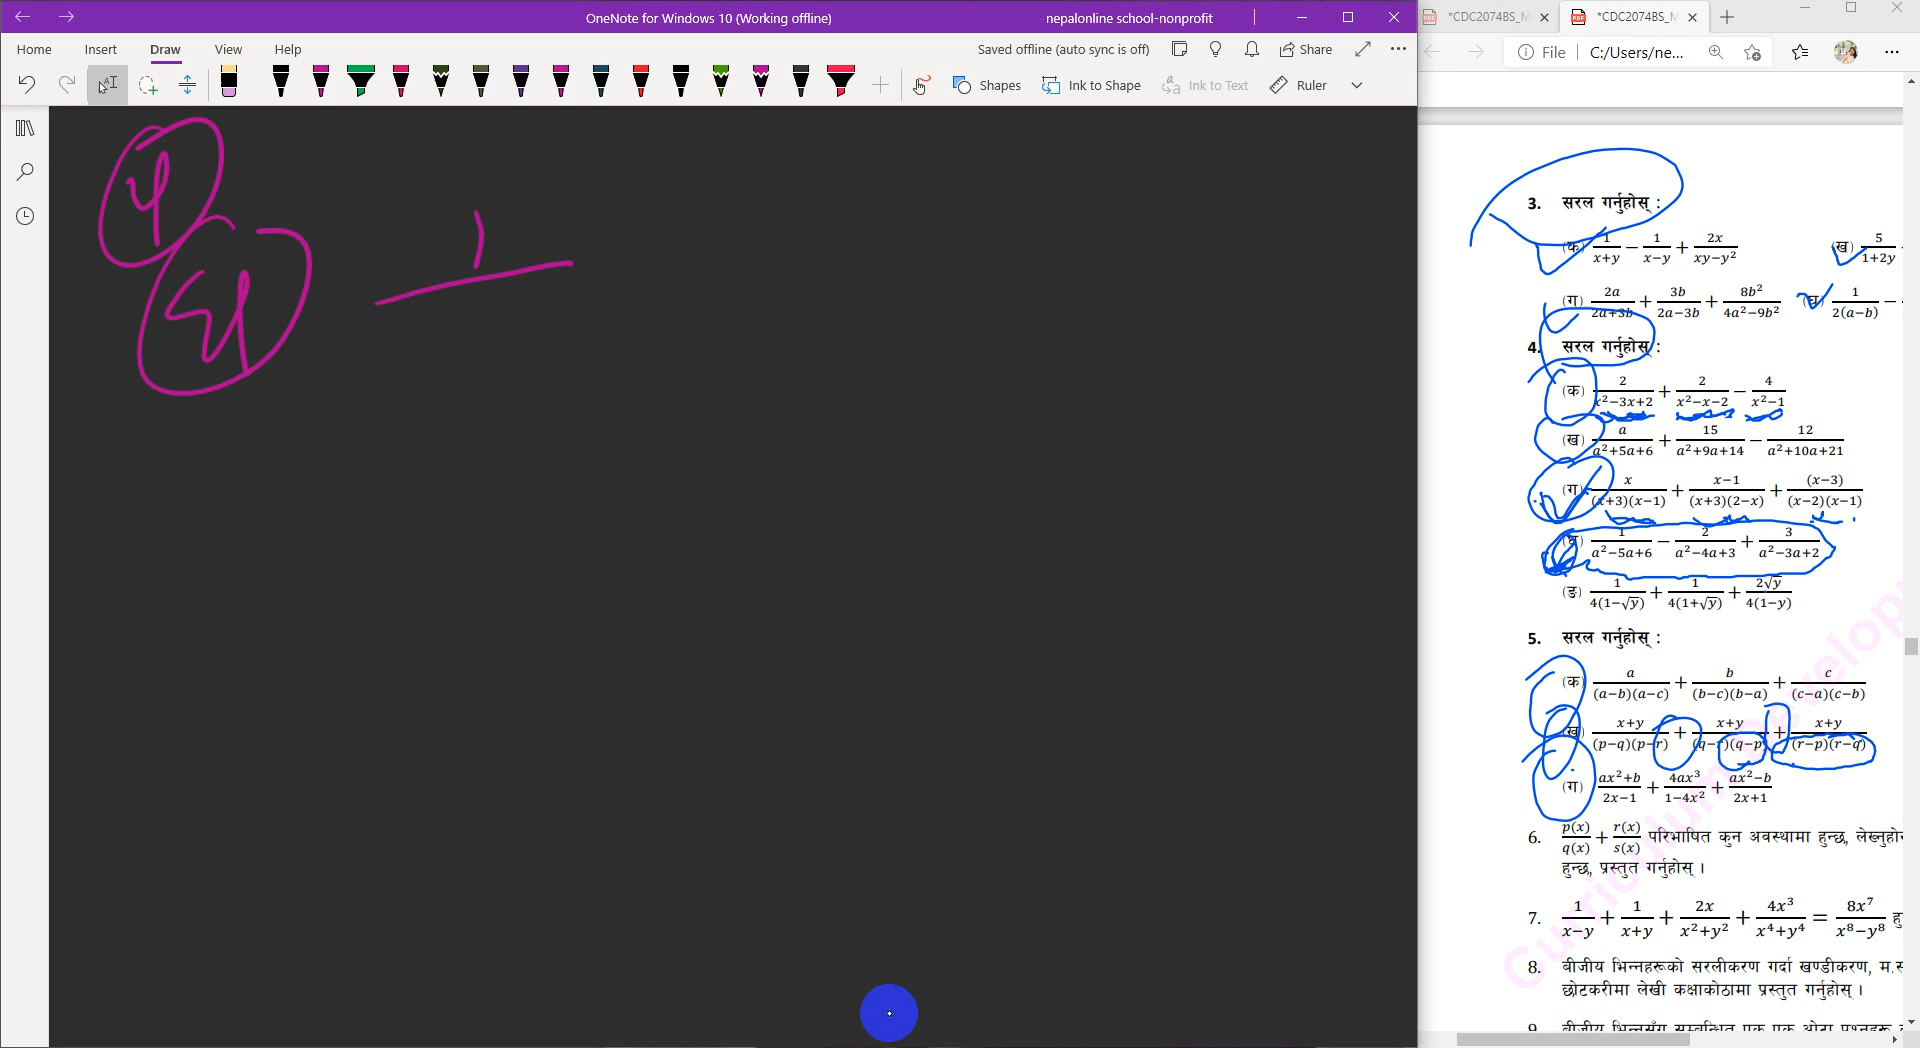 OneNote for Windows 10 (Working offline)
nepalonline school-nonprofit
Home Insert Draw View Help
Saved offline (auto sync is off) Share
Shapes Ink to Shape Ink to Text Ruler
*CDC2074BS_M *CDC2074BS_M
File C:/Users/ne...
४
घ 1
3. सरल गर्नुहोस् :
(क) 1/(x+y) − 1/(x−y) + 2x/(xy−y²) (ख) 5/(1+2y)
(ग) 2a/(2a+3b) + 3b/(2a−3b) + 8b²/(4a²−9b²) (घ) 1/(2(a−b)) −
4. सरल गर्नुहोस् :
(क) 2/(x²−3x+2) + 2/(x²−x−2) − 4/(x²−1)
(ख) a/(a²+5a+6) + 15/(a²+9a+14) − 12/(a²+10a+21)
(ग) x/((x+3)(x−1)) + (x−1)/((x+3)(2−x)) + (x−3)/((x−2)(x−1))
(घ) 1/(a²−5a+6) − 2/(a²−4a+3) + 3/(a²−3a+2)
(ङ) 1/(4(1−√y)) + 1/(4(1+√y)) + 2√y/(4(1−y))
5. सरल गर्नुहोस् :
(क) a/((a−b)(a−c)) + b/((b−c)(b−a)) + c/((c−a)(c−b))
(ख) (x+y)/((p−q)(p−r)) + (x+y)/((q−r)(q−p)) + (x+y)/((r−p)(r−q))
(ग) (ax²+b)/(2x−1) + 4ax³/(1−4x²) + (ax²−b)/(2x+1)
6. p(x)/q(x) + r(x)/s(x) परिभाषित कुन अवस्थामा हुन्छ,
हुन्छ, प्रस्तुत गर्नुहोस् ।
7. 1/(x−y) + 1/(x+y) + 2x/(x²+y²) + 4x³/(x⁴+y⁴) = 8x⁷/(x⁸−y⁸)
8. बीजीय भिन्नहरूको सरलीकरण गर्दा खण्डीकरण,
छोटकरीमा लेखी कक्षाकोठामा प्रस्तुत गर्नुहोस् ।